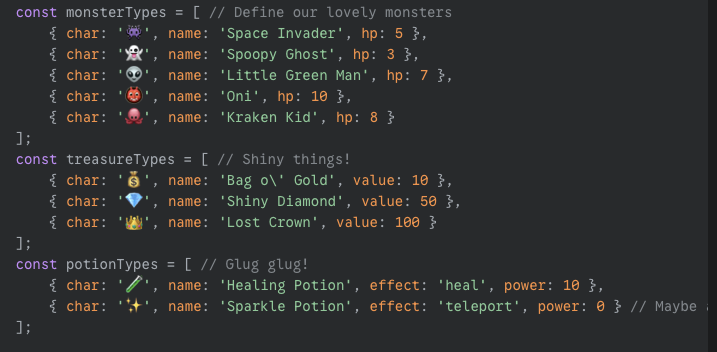 const monsterTypes = [ // Define our lovely monsters
    { char: '👾', name: 'Space Invader', hp: 5 },
    { char: '👻', name: 'Spoopy Ghost', hp: 3 },
    { char: '👽', name: 'Little Green Man', hp: 7 },
    { char: '👹', name: 'Oni', hp: 10 },
    { char: '🐙', name: 'Kraken Kid', hp: 8 }
];
const treasureTypes = [ // Shiny things!
    { char: '💰', name: 'Bag o\' Gold', value: 10 },
    { char: '💎', name: 'Shiny Diamond', value: 50 },
    { char: '👑', name: 'Lost Crown', value: 100 }
];
const potionTypes = [ // Glug glug!
    { char: '🧪', name: 'Healing Potion', effect: 'heal', power: 10 },
    { char: '✨', name: 'Sparkle Potion', effect: 'teleport', power: 0 } // Maybe
];